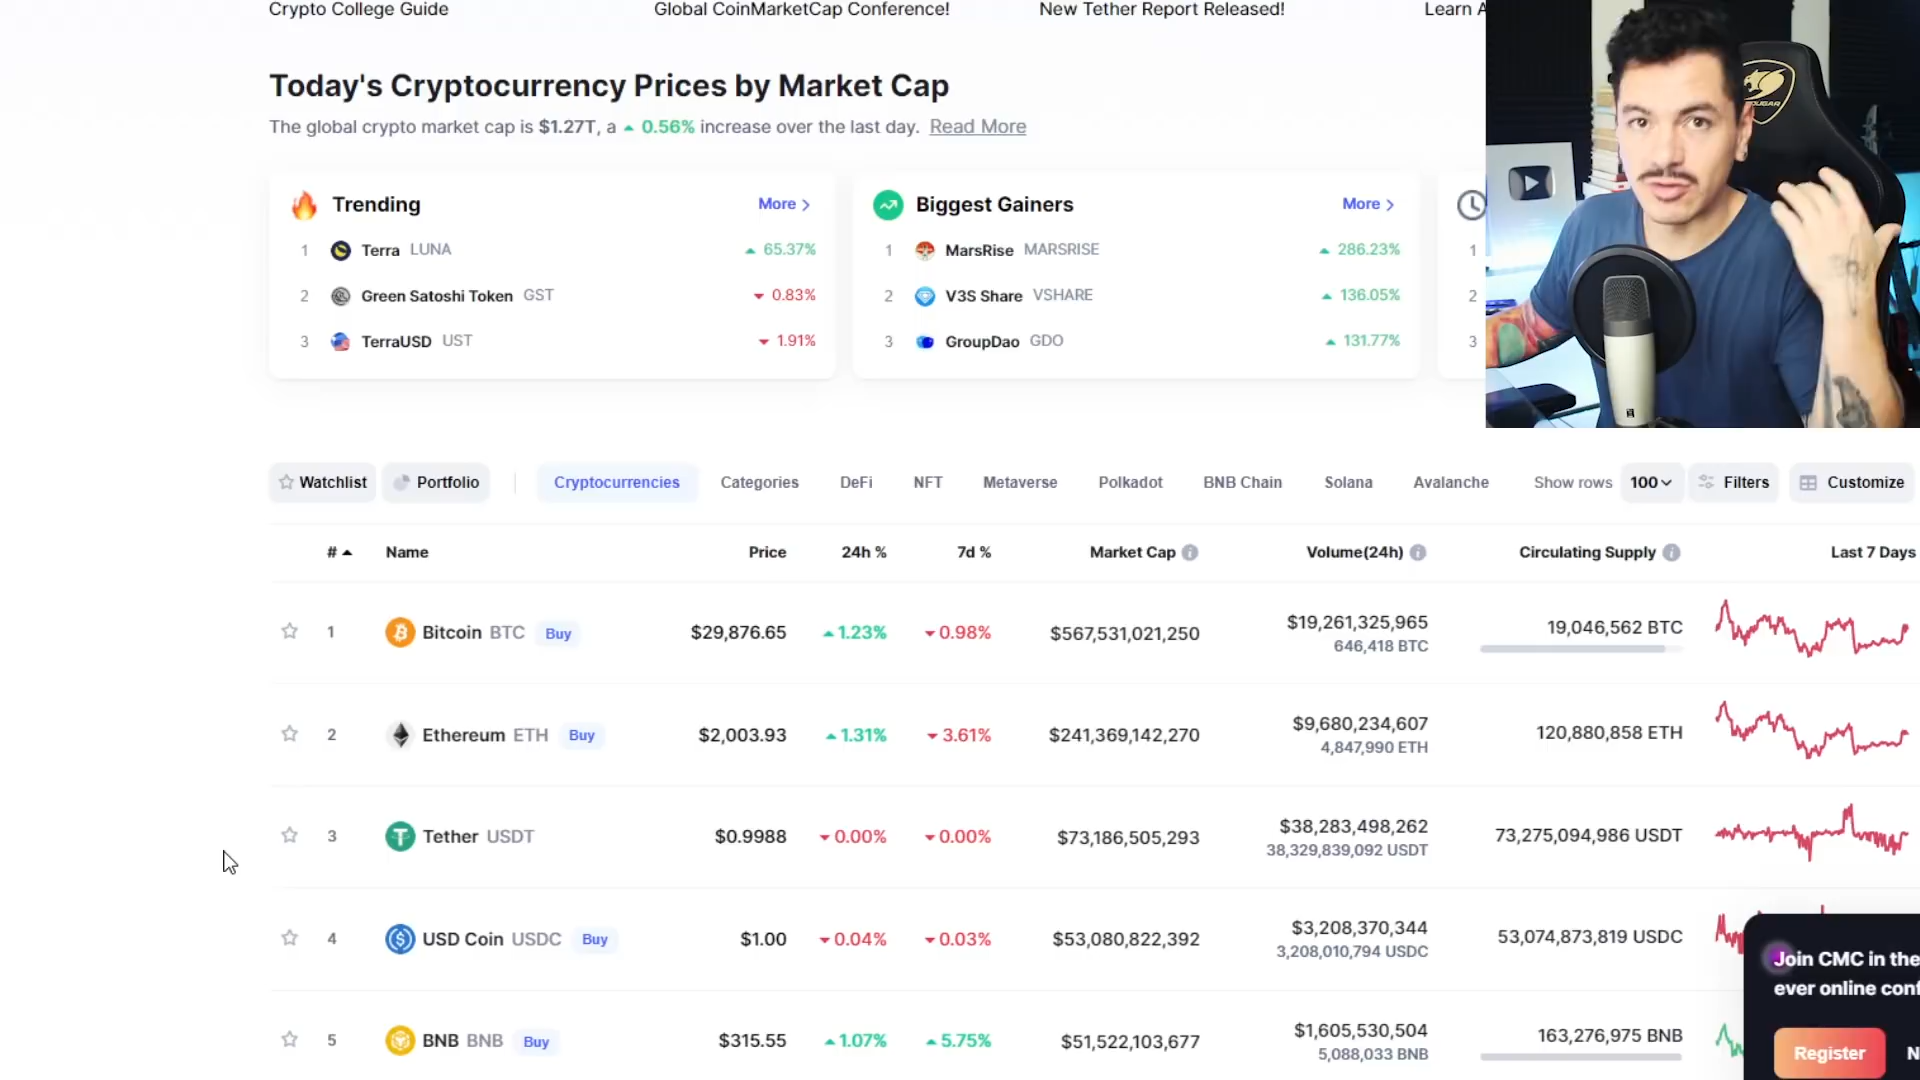 Crypto College Guide
Global CoinMarketCap Conference!
New Tether Report Released!
Learn
Today's Cryptocurrency Prices by Market Cap
The global crypto market cap is $1.27T, a 0.56% increase over the last day. Read More
Trending More
1 Terra LUNA 65.37%
2 Green Satoshi Token GST 0.83%
3 TerraUSD UST 1.91%
Biggest Gainers More
1 MarsRise MARSRISE 286.23%
2 V3S Share VSHARE 136.05%
3 GroupDao GDO 131.77%
1
2
3
COUGAR
Watchlist Portfolio Cryptocurrencies Categories DeFi NFT Metaverse Polkadot BNB Chain Solana Avalanche Show rows 100 Filters Customize
# Name Price 24h % 7d % Market Cap Volume(24h) Circulating Supply Last 7 Days
1 Bitcoin BTC Buy $29,876.65 1.23% 0.98% $567,531,021,250 $19,261,325,965 19,046,562 BTC
646,418 BTC
2 Ethereum ETH Buy $2,003.93 1.31% 3.61% $241,369,142,270 $9,680,234,607 120,880,858 ETH
4,847,990 ETH
3 Tether USDT $0.9988 0.00% 0.00% $73,186,505,293 $38,283,498,262 73,275,094,986 USDT
38,329,839,092 USDT
4 USD Coin USDC Buy $1.00 0.04% 0.03% $53,080,822,392 $3,208,370,344 53,074,873,819 USDC
3,208,010,794 USDC
5 BNB BNB Buy $315.55 1.07% 5.75% $51,522,103,677 $1,605,530,504 163,276,975 BNB
5,088,033 BNB
Join CMC in the
ever online
Register